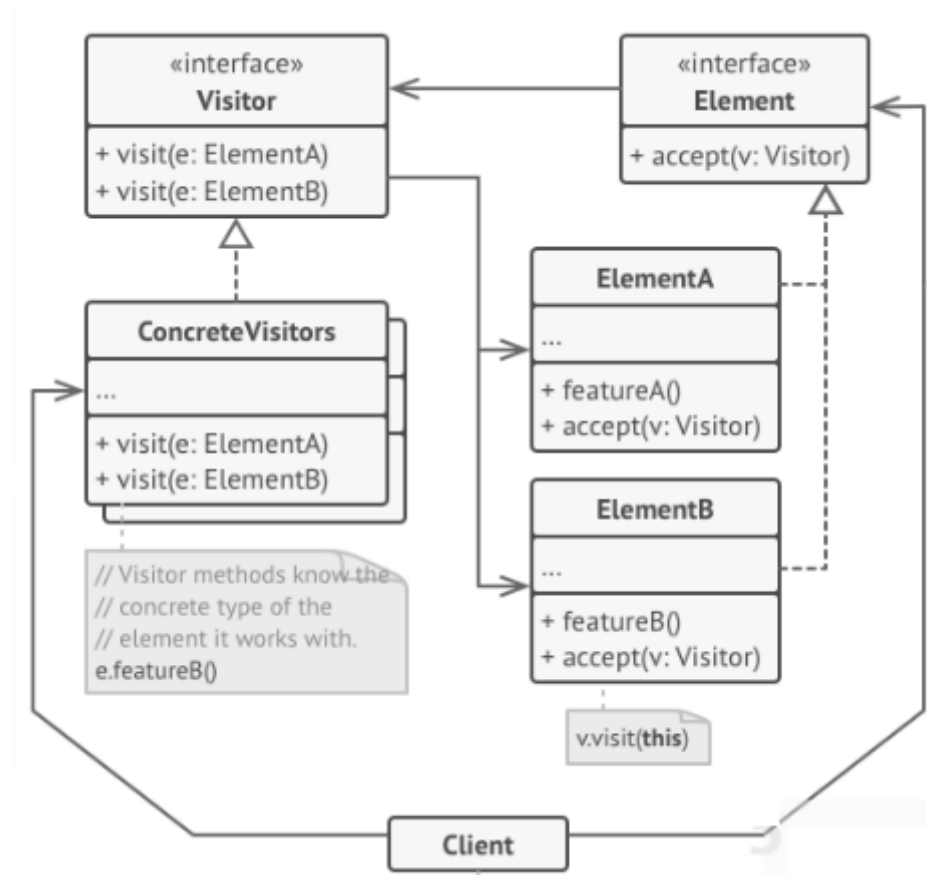 «interface»
Visitor
+ visit(e: ElementA)
+ visit(e: ElementB)
«interface»
Element
+ accept(v: Visitor)
ConcreteVisitors
...
+ visit(e: ElementA)
+ visit(e: ElementB)
// Visitor methods know the
// concrete type of the
// element it works with.
e.featureB()
ElementA
...
+ featureA()
+ accept(v: Visitor)
ElementB
...
+ featureB()
+ accept(v: Visitor)
v.visit(this)
Client